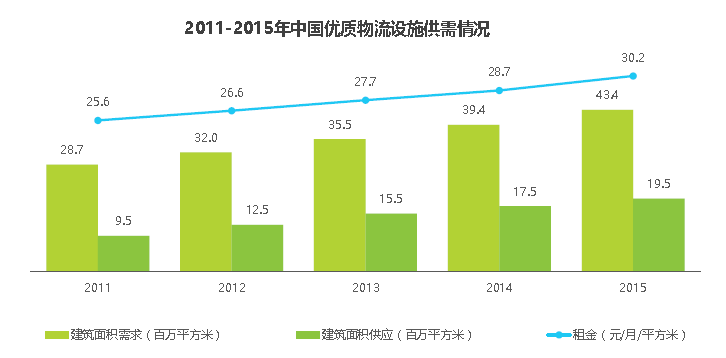 2011-2015年中国优质物流设施供需情况
25.6 26.6 27.7 28.7 30.2
28.7 32.0 35.5 39.4 43.4
9.5 12.5 15.5 17.5 19.5
2011 2012 2013 2014 2015
建筑面积需求（百万平方米） 建筑面积供应（百万平方米） 租金（元/月/平方米）